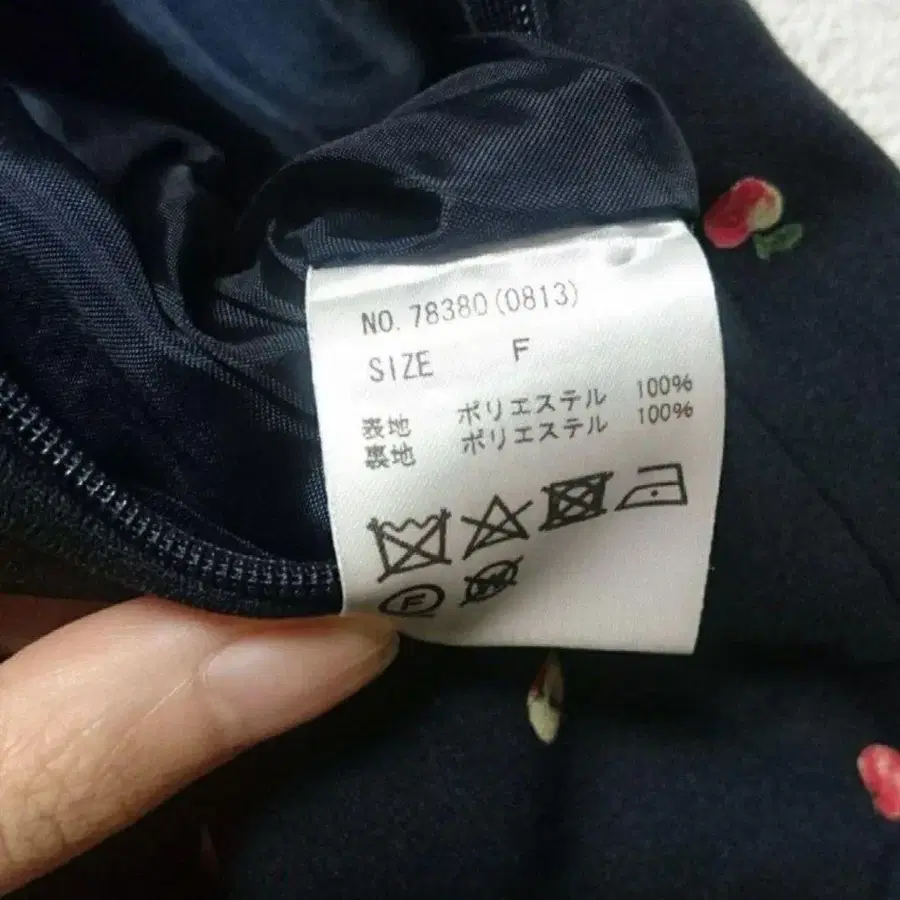 NO. 78380(0813)
SIZE F
表地 ポリエステル 100%
裏地 ポリエステル 100%
F
W